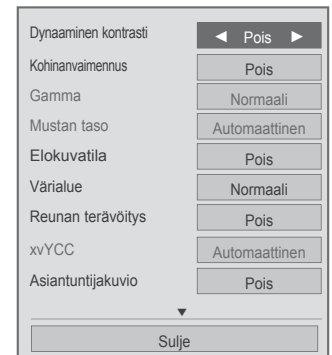 Dynaaminen kontrasti ◄ Pois ►
Kohinanvaimennus Pois
Gamma Normaali
Mustan taso Automaattinen
Elokuvatila Pois
Värialue Normaali
Reunan terävöitys Pois
xvYCC Automaattinen
Asiantuntijakuvio Pois
▼
Sulje